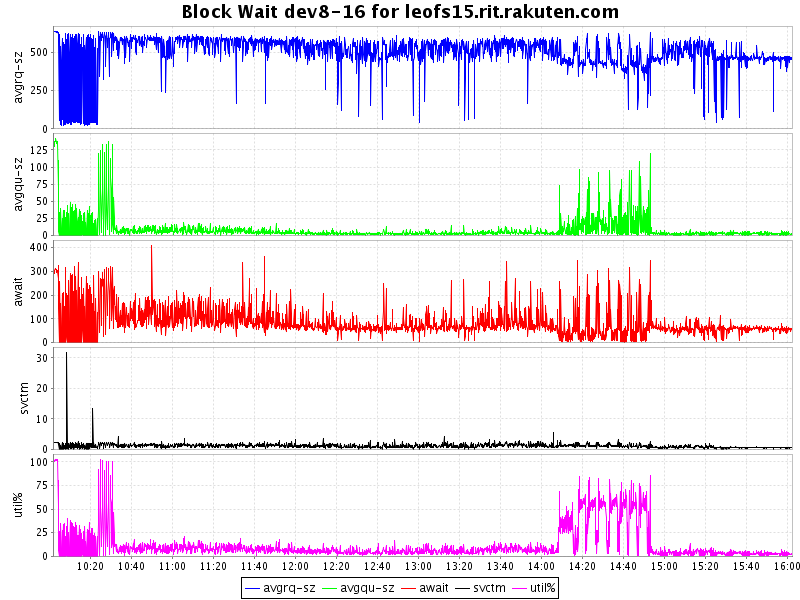 Block Wait dev8-16 for leofs15.rit.rakuten.com
avgrq-sz
500
250
0
avgqu-sz
125
100
75
50
25
0
await
400
300
200
100
0
svctm
30
20
10
0
util%
100
75
50
25
0
10:20 10:40 11:00 11:20 11:40 12:00 12:20 12:40 13:00 13:20 13:40 14:00 14:20 14:40 15:00 15:20 15:40 16:00
avgrq-sz avgqu-sz await svctm util%